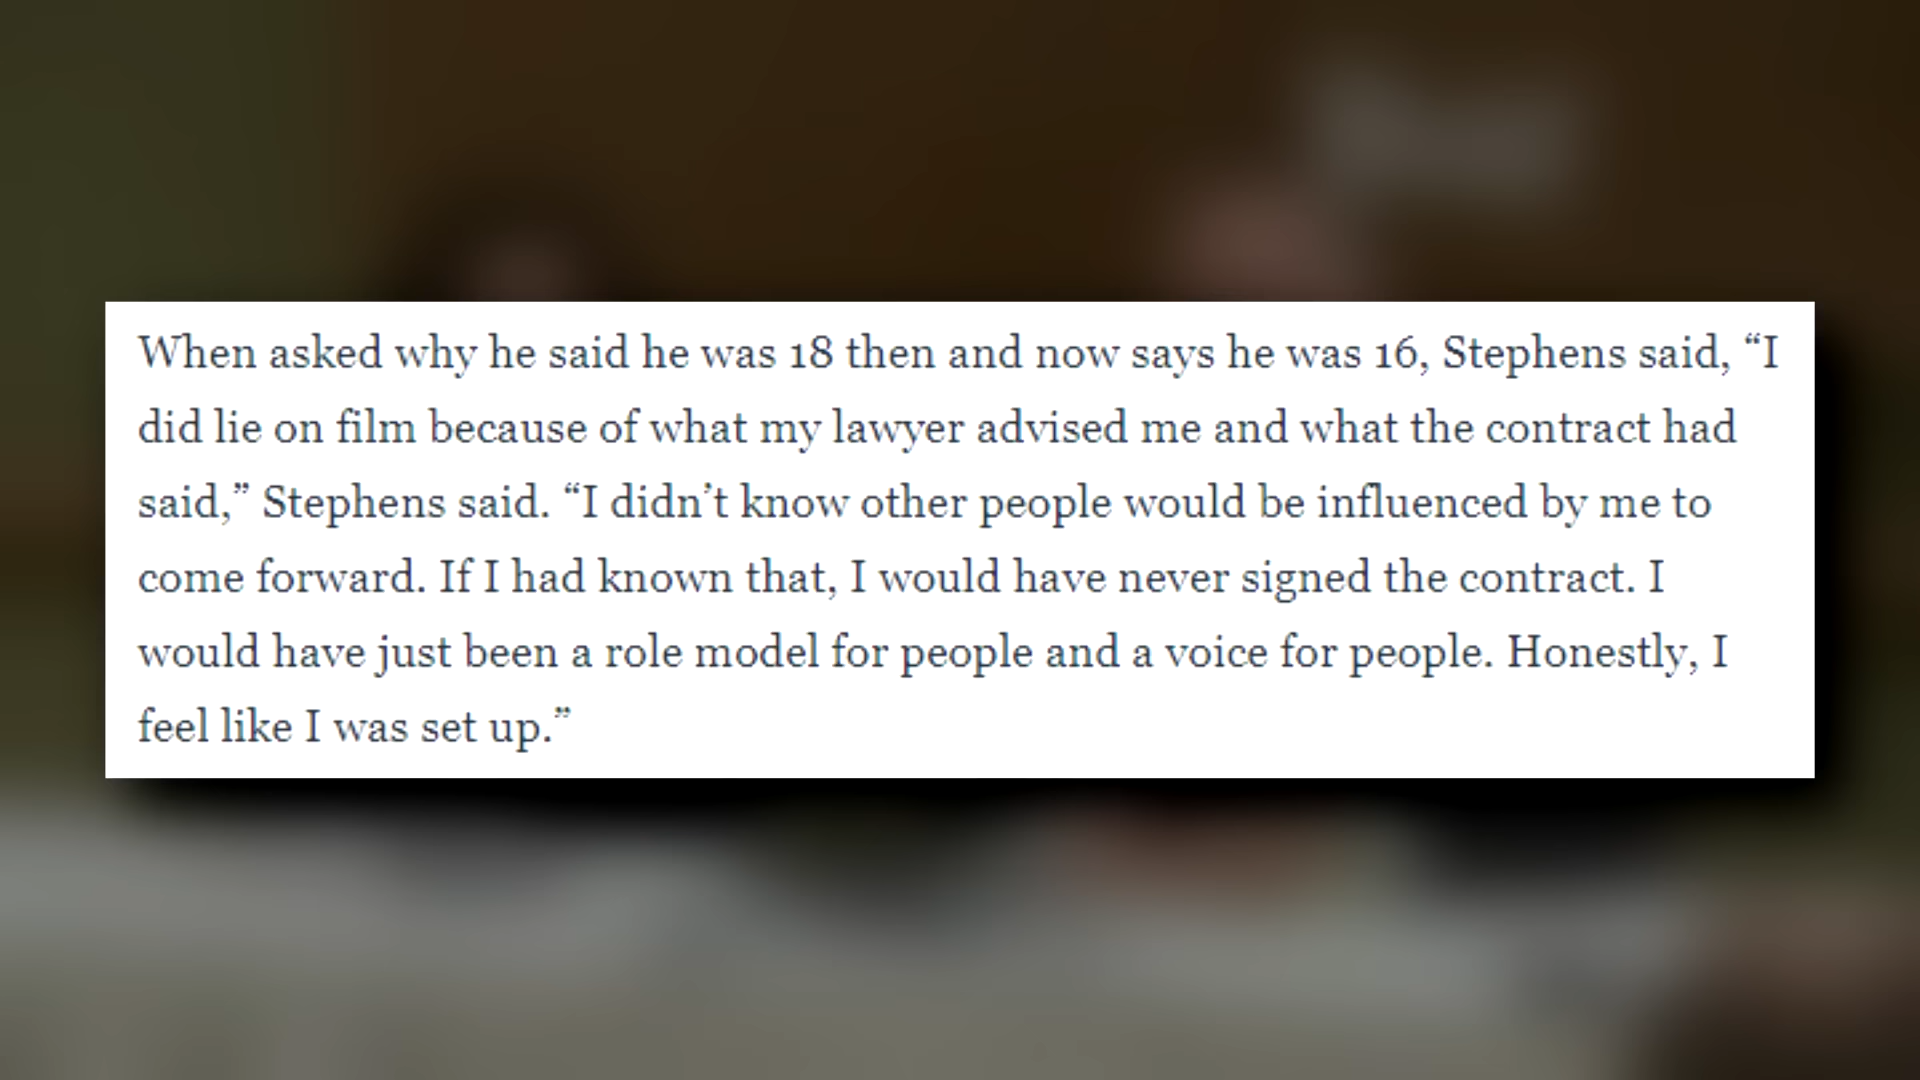 When asked why he said he was 18 then and now says he was 16, Stephens said, “I
did lie on film because of what my lawyer advised me and what the contract had
said,” Stephens said. “I didn’t know other people would be influenced by me to
come forward. If I had known that, I would have never signed the contract. I
would have just been a role model for people and a voice for people. Honestly, I
feel like I was set up.”